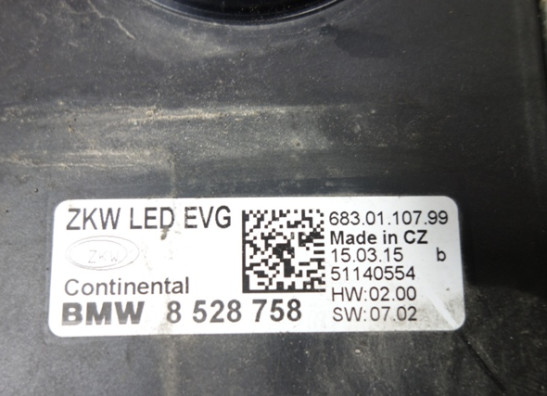 ZKW LED EVG
ZKW
Continental
BMW 8 528 758
683.01.107.99
Made in CZ
15.03.15 b
51140554
HW:02.00
SW:07.02